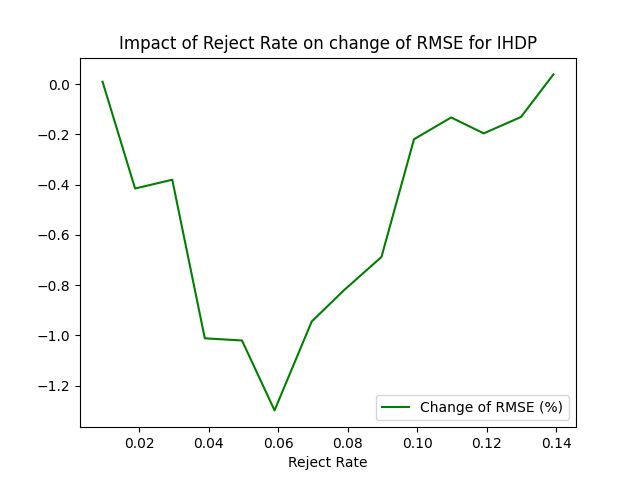 Impact of Reject Rate on change of RMSE for IHDP
0.0
−0.2
−0.4
−0.6
−0.8
−1.0
−1.2
Change of RMSE (%)
0.02 0.04 0.06 0.08 0.10 0.12 0.14
Reject Rate